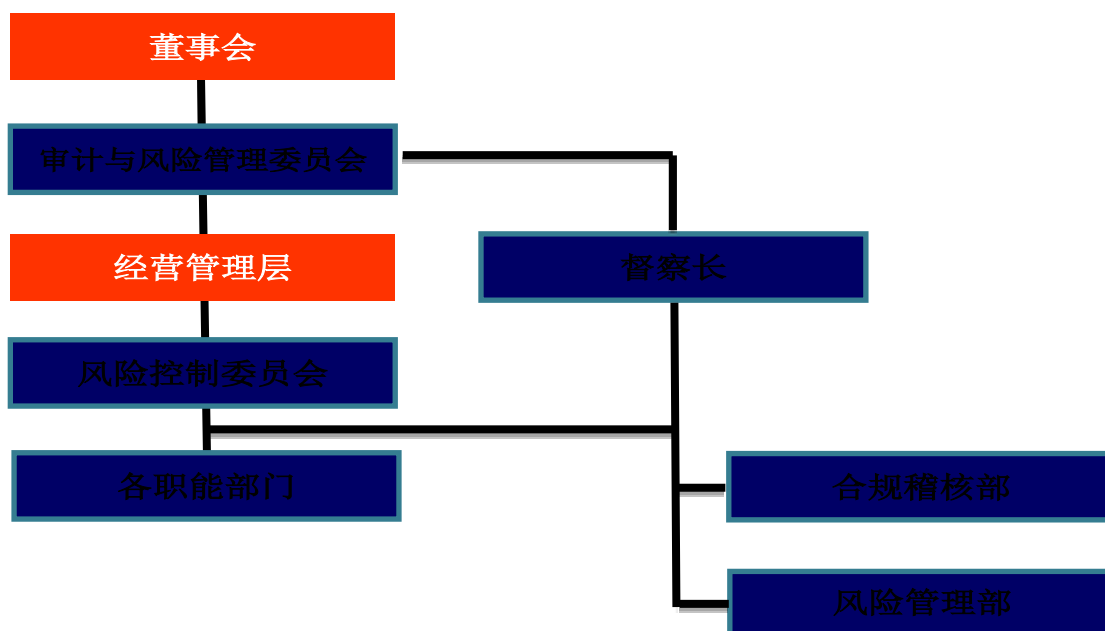 董事会
审计与风险管理委员会
经营管理层
督察长
风险控制委员会
各职能部门
合规稽核部
风险管理部